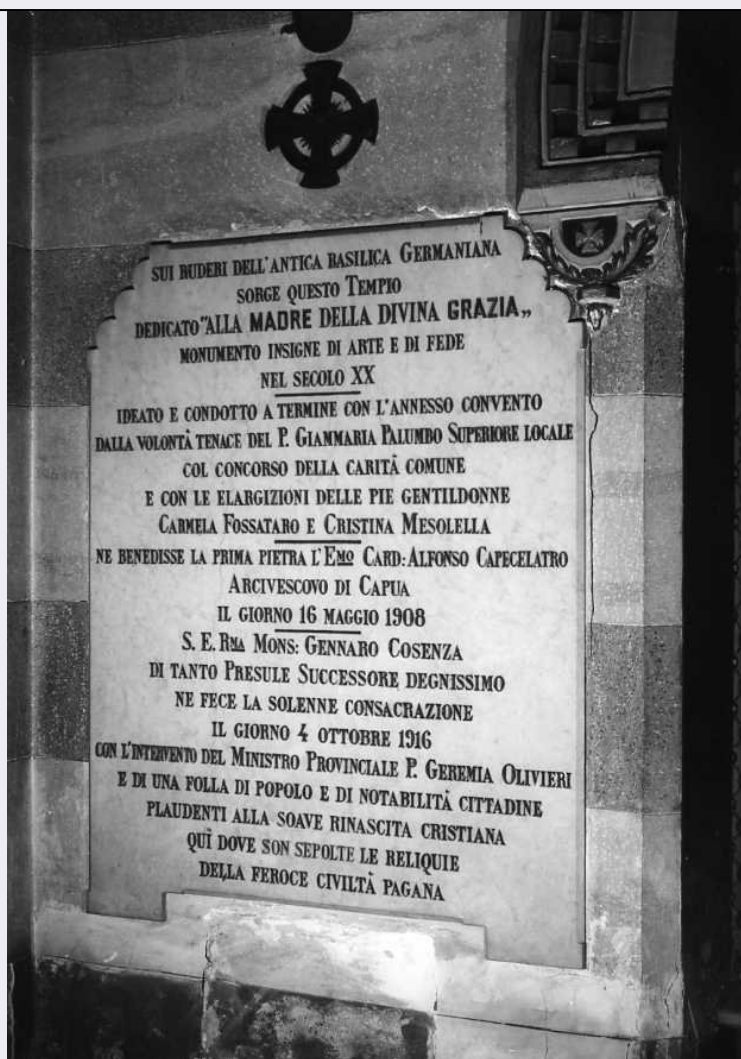 SUI RUDERI DELL'ANTICA BASILICA GERMANIANA
SORGE QUESTO TEMPIO
DEDICATO "ALLA MADRE DELLA DIVINA GRAZIA„
MONUMENTO INSIGNE DI ARTE E DI FEDE
NEL SECOLO XX
IDEATO E CONDOTTO A TERMINE CON L'ANNESSO CONVENTO
DALLA VOLONTÀ TENACE DEL P. GIAMMARIA PALUMBO SUPERIORE LOCALE
COL CONCORSO DELLA CARITÀ COMUNE
E CON LE ELARGIZIONI DELLE PIE GENTILDONNE
CARMELA FOSSATARO E CRISTINA MESOLELLA
NE BENEDISSE LA PRIMA PIETRA L'EMO CARD: ALFONSO CAPECELATRO
ARCIVESCOVO DI CAPUA
IL GIORNO 16 MAGGIO 1908
S. E. RMA MONS: GENNARO COSENZA
DI TANTO PRESULE SUCCESSORE DEGNISSIMO
NE FECE LA SOLENNE CONSACRAZIONE
IL GIORNO 4 OTTOBRE 1916
CON L'INTERVENTO DEL MINISTRO PROVINCIALE P. GEREMIA OLIVIERI
E DI UNA FOLLA DI POPOLO E DI NOTABILITÀ CITTADINE
PLAUDENTI ALLA SOAVE RINASCITA CRISTIANA
QUÌ DOVE SON SEPOLTE LE RELIQUIE
DELLA FEROCE CIVILTÀ PAGANA